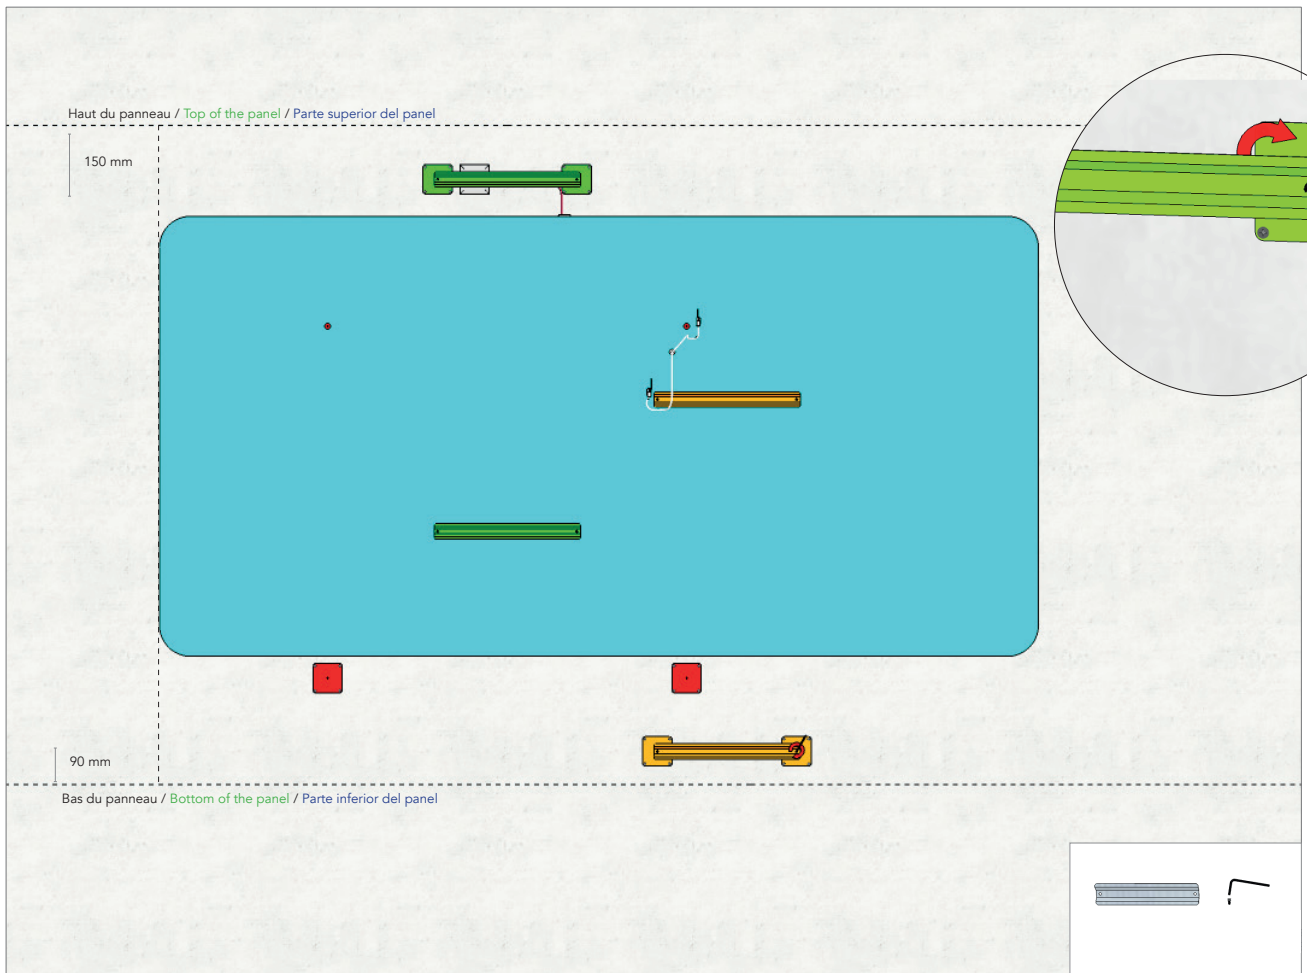 Haut du panneau / Top of the panel / Parte superior del panel
150 mm
90 mm
Bas du panneau / Bottom of the panel / Parte inferior del panel